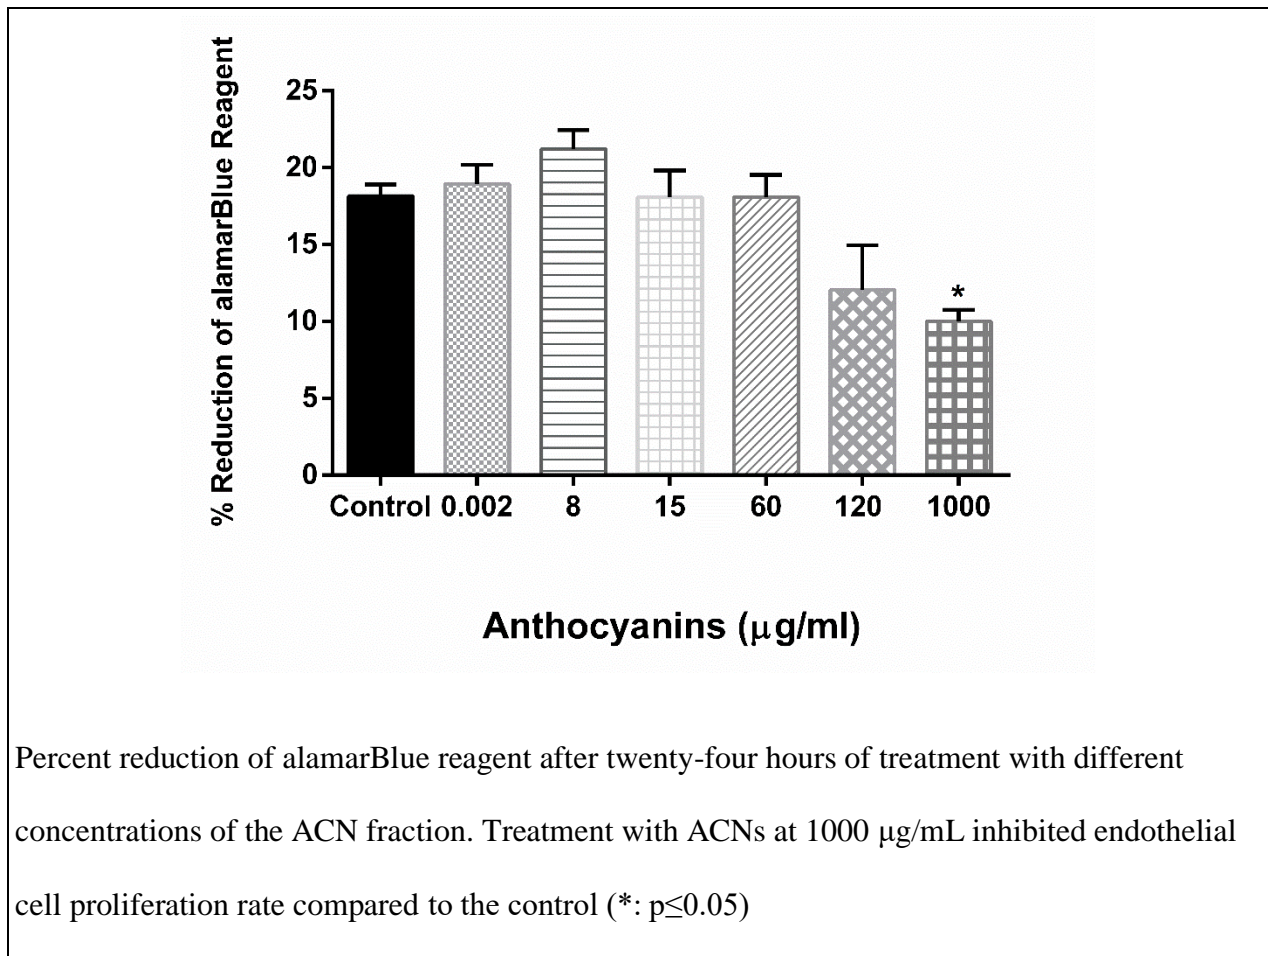 % Reduction of alamarBlue Reagent
25
20
15
10
5
0
*
Control 0.002 8 15 60 120 1000
Anthocyanins (μg/ml)
Percent reduction of alamarBlue reagent after twenty-four hours of treatment with different
concentrations of the ACN fraction. Treatment with ACNs at 1000 μg/mL inhibited endothelial
cell proliferation rate compared to the control (*: p≤0.05)